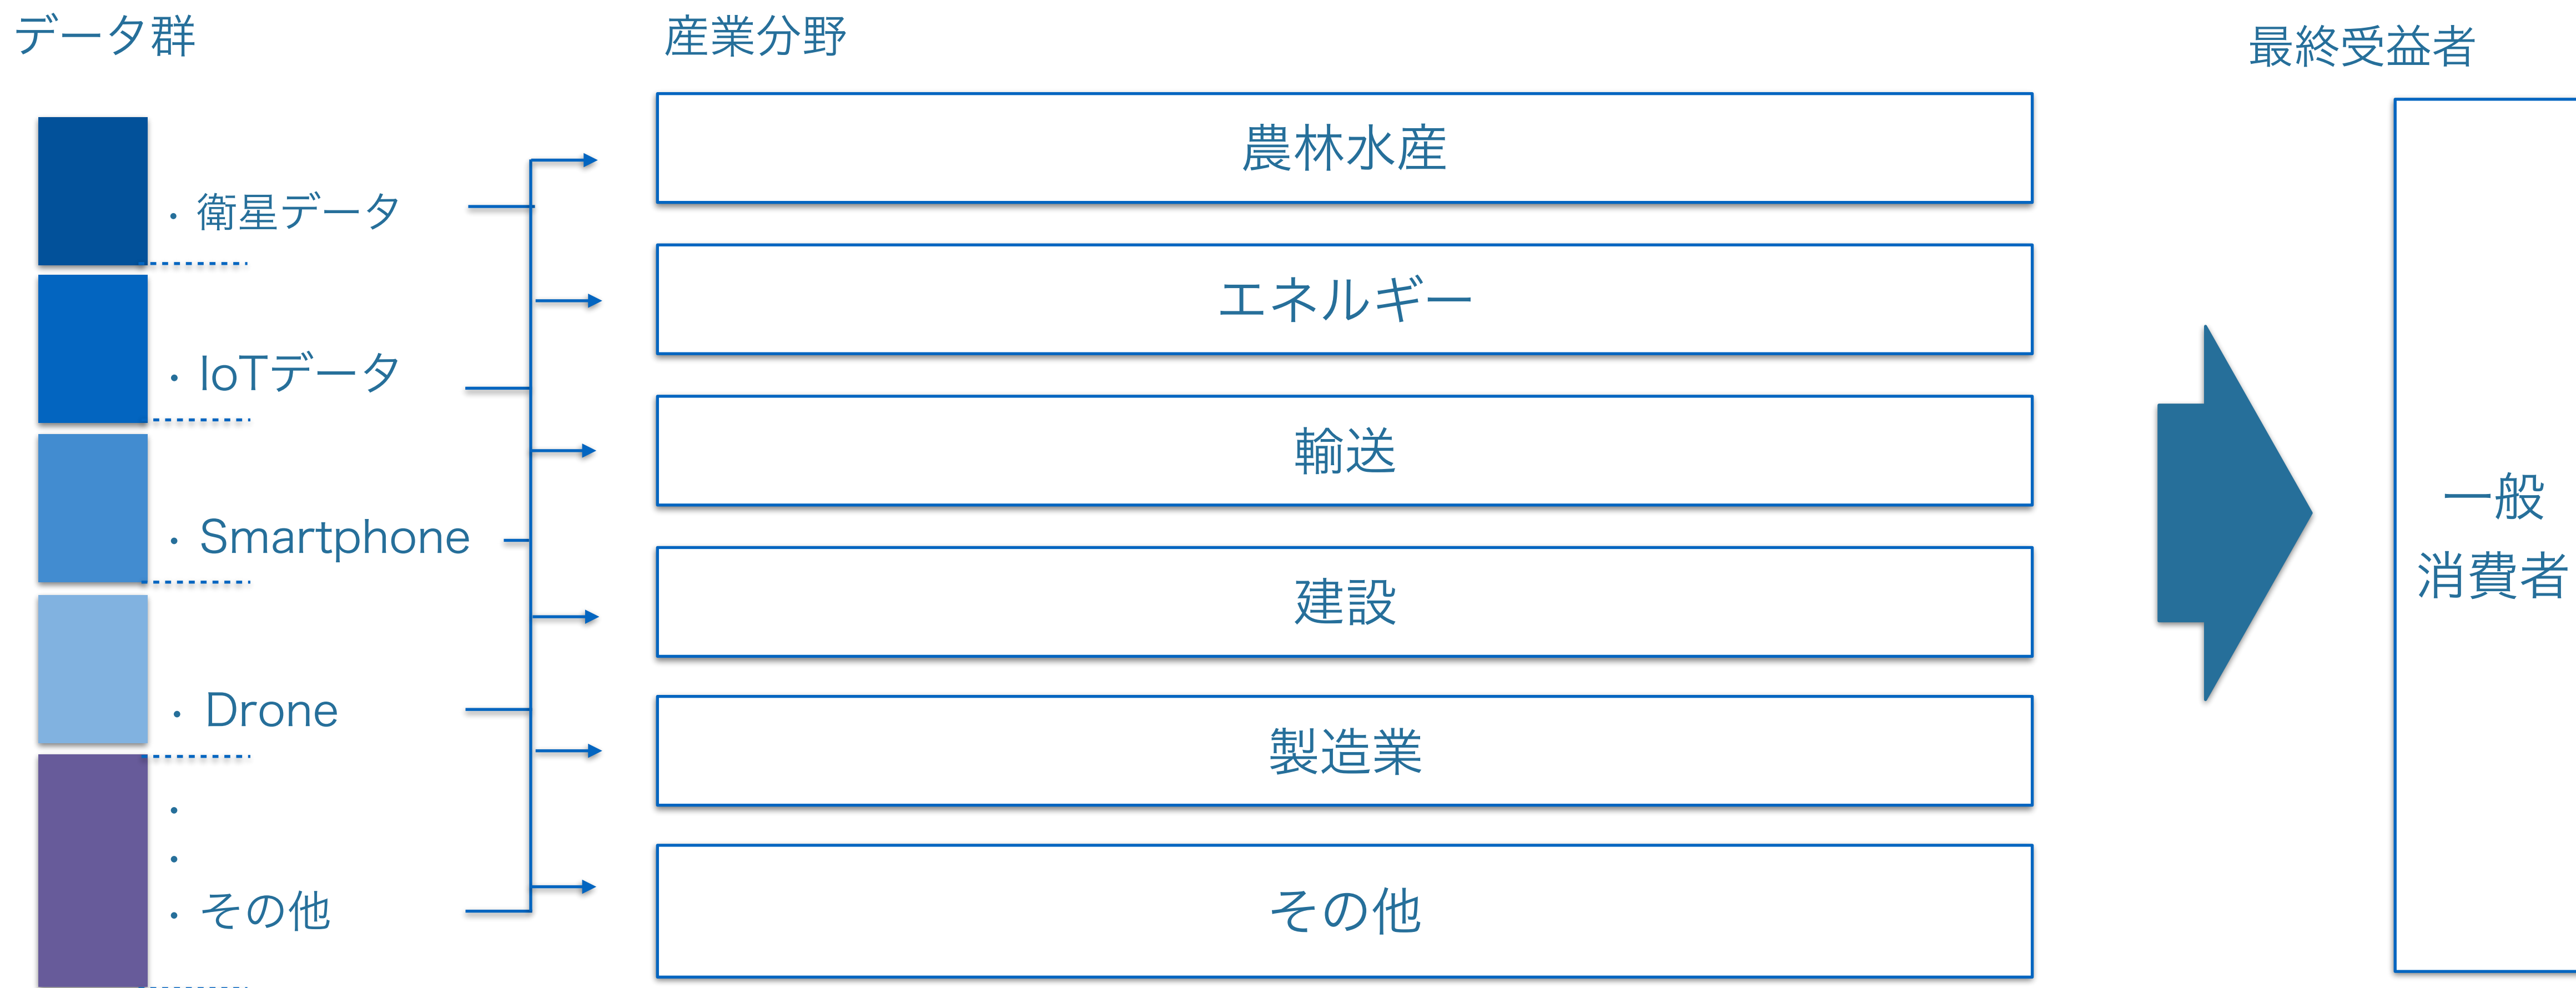 データ群
産業分野
最終受益者
・衛星データ
・IoTデータ
・Smartphone
・Drone
・
・
・その他
農林水産
エネルギー
輸送
建設
製造業
その他
一般
消費者